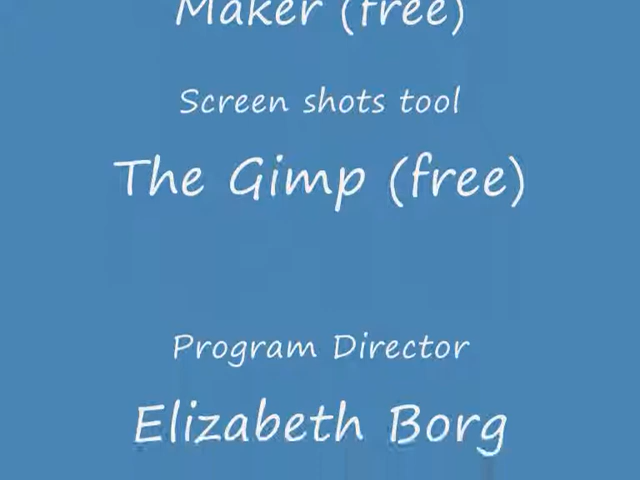 Maker (free)
Screen shots tool
The Gimp (free)
Program Director
Elizabeth Borg